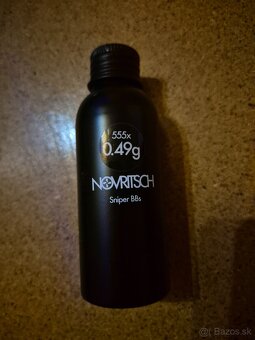 555x
0.49g
NOVRITSCH
Sniper BBs
Bazos.sk